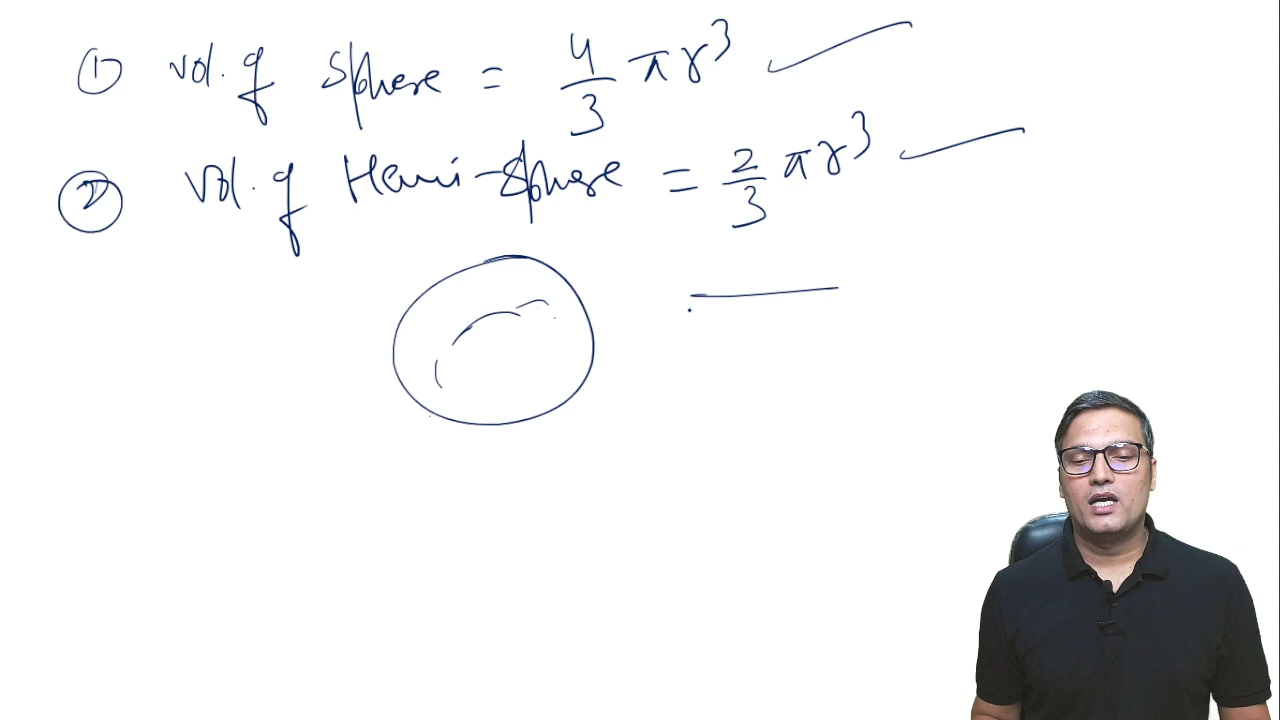 ① Vol. of Sphere = 4/3 πr³
② Vol. of Hemi-Sphere = 2/3 πr³